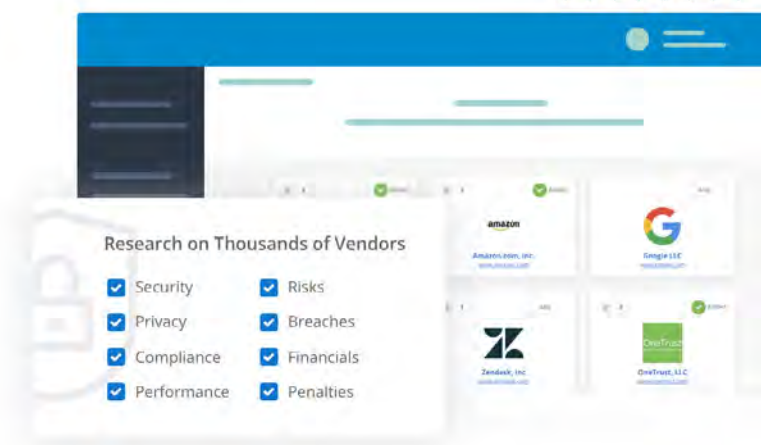 amazon
Amazon.com, Inc.
Google LLC
Research on Thousands of Vendors
Security
Risks
Privacy
Breaches
Compliance
Financials
Performance
Penalties
Zendesk, Inc
OneTrust
OneTrust, LLC